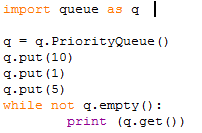 import queue as q
q = q.PriorityQueue()
q.put(10)
q.put(1)
q.put(5)
while not q.empty():
        print (q.get())